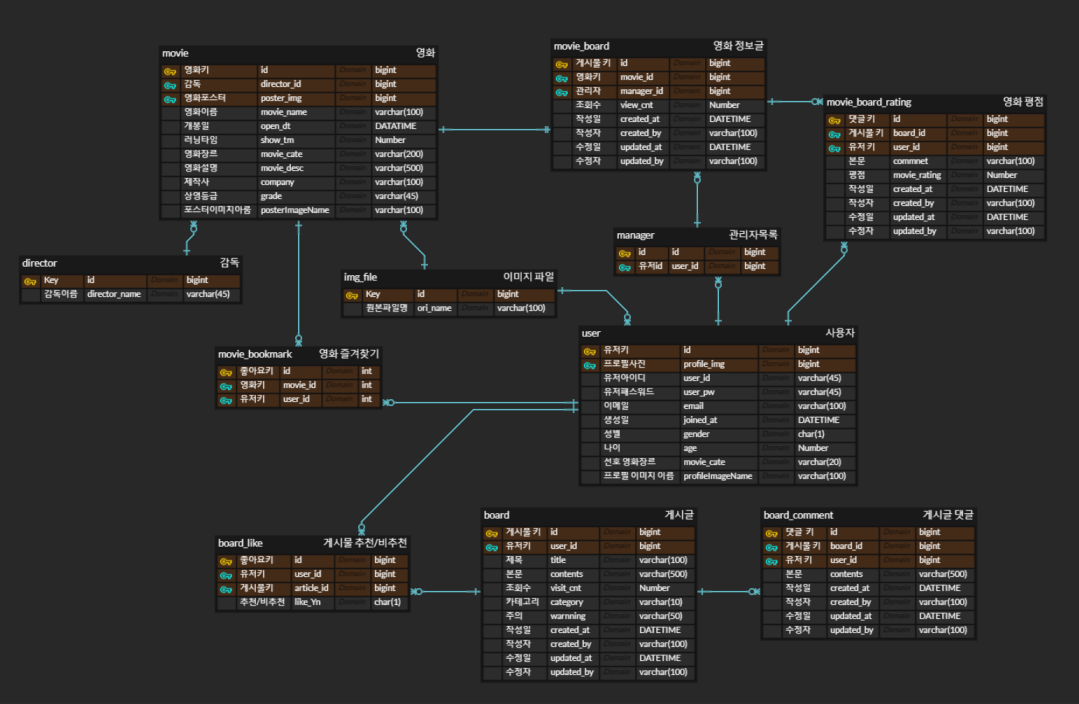 movie 영화
영화키 id Domain bigint
감독 director_id Domain bigint
영화포스터 poster_img Domain bigint
영화이름 movie_name Domain varchar(100)
개봉일 open_dt Domain DATATIME
러닝타임 show_tm Domain Number
영화장르 movie_cate Domain varchar(200)
영화설명 movie_desc Domain varchar(500)
제작사 company Domain varchar(100)
상영등급 grade Domain varchar(45)
포스터이미지아룸 posterImageName Domain varchar(100)
movie_board 영화 정보글
게시물 키 id Domain bigint
영화키 movie_id Domain bigint
관리자 manager_id Domain bigint
조회수 view_cnt Domain Number
작성일 created_at Domain DATETIME
작성자 created_by Domain varchar(100)
수정일 updated_at Domain DATETIME
수정자 updated_by Domain varchar(100)
movie_board_rating 영화 평점
댓글 키 id Domain bigint
게시물 키 board_id Domain bigint
유저 키 user_id Domain bigint
본문 commnet Domain varchar(100)
평점 movie_rating Domain Number
작성일 created_at Domain DATETIME
작성자 created_by Domain varchar(100)
수정일 updated_at Domain DATETIME
수정자 updated_by Domain varchar(100)
manager 관리자목록
id id Domain bigint
유저id user_id Domain bigint
director 감독
Key id Domain bigint
감독이름 director_name Domain varchar(45)
img_file 이미지 파일
Key id Domain bigint
원본파일명 ori_name Domain varchar(100)
user 사용자
유저키 id Domain bigint
프로필사진 profile_img Domain bigint
유저아이디 user_id Domain varchar(45)
유저패스워드 user_pw Domain varchar(45)
이메일 email Domain varchar(100)
생성일 joined_at Domain DATETIME
성별 gender Domain char(1)
나이 age Domain Number
선호 영화장르 movie_cate Domain varchar(20)
프로필 이미지 이름 profileImageName Domain varchar(100)
movie_bookmark 영화 즐겨찾기
좋아요키 id Domain int
영화키 movie_id Domain int
유저키 user_id Domain int
board_like 게시물 추천/비추천
좋아요키 id Domain bigint
유저키 user_id Domain bigint
게시물키 article_id Domain bigint
추천/비추천 like_Yn Domain char(1)
board 게시글
게시물 키 id Domain bigint
유저키 user_id Domain bigint
제목 title Domain varchar(100)
본문 contents Domain varchar(500)
조회수 visit_cnt Domain Number
카테고리 category Domain varchar(10)
주의 warnning Domain varchar(50)
작성일 created_at Domain DATETIME
작성자 created_by Domain varchar(100)
수정일 updated_at Domain DATETIME
수정자 updated_by Domain varchar(100)
board_comment 게시글 댓글
댓글 키 id Domain bigint
게시물 키 board_id Domain bigint
유저 키 user_id Domain bigint
본문 contents Domain varchar(500)
작성일 created_at Domain DATETIME
작성자 created_by Domain varchar(100)
수정일 updated_at Domain DATETIME
수정자 updated_by Domain varchar(100)